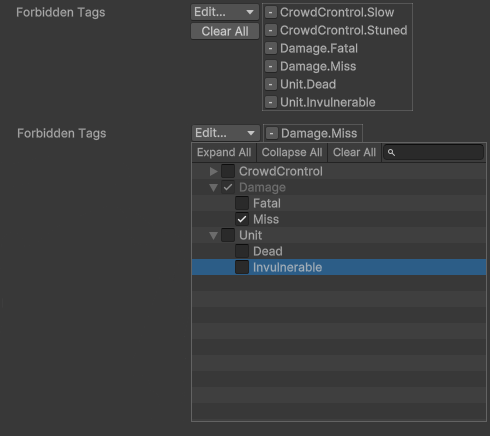 Forbidden Tags Edit... - CrowdCrontrol.Slow
Clear All - CrowdCrontrol.Stuned
- Damage.Fatal
- Damage.Miss
- Unit.Dead
- Unit.Invulnerable
Forbidden Tags Edit... - Damage.Miss
Expand All Collapse All Clear All
CrowdCrontrol
Damage
Fatal
Miss
Unit
Dead
Invulnerable